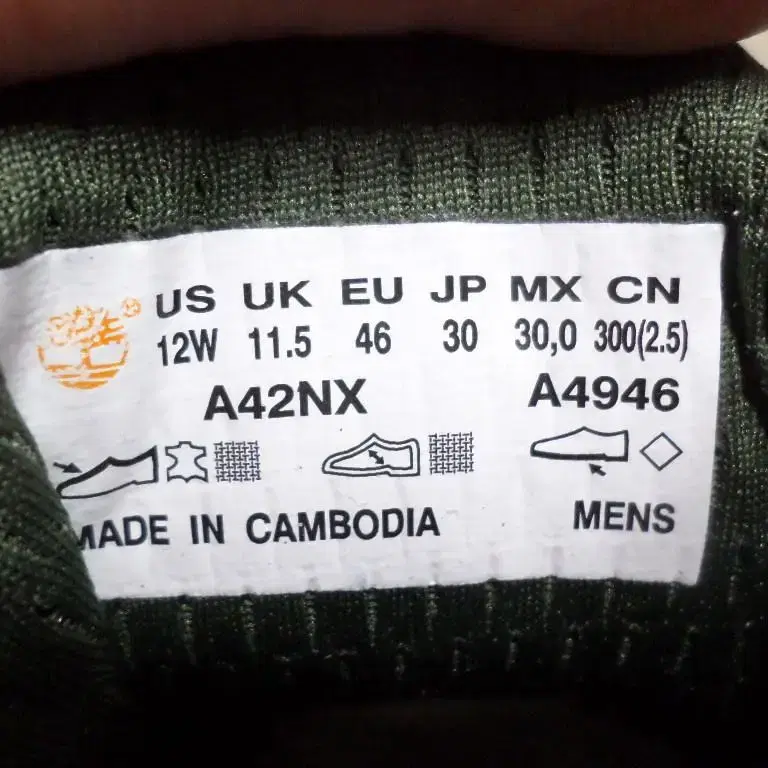 US UK EU JP MX CN
12W 11.5 46 30 30,0 300(2.5)
A42NX A4946
MADE IN CAMBODIA MENS